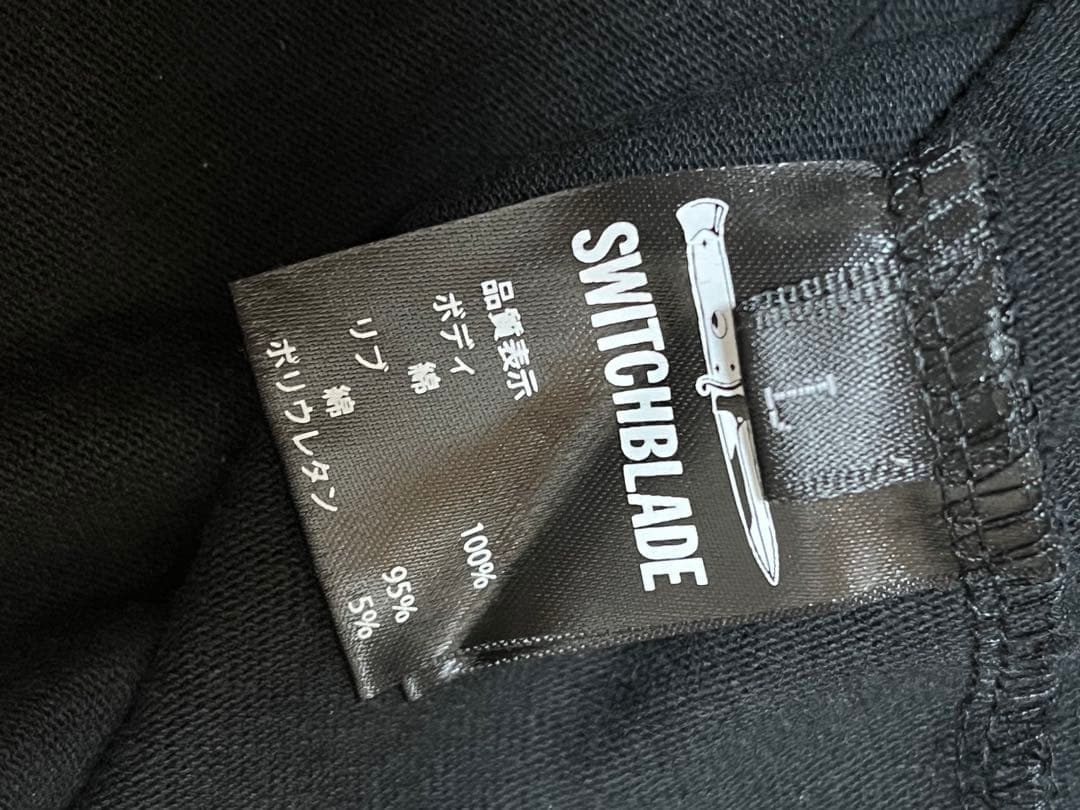 L
SWITCHBLADE
品質表示
ボディ 綿 100%
リブ 綿 95%
ポリウレタン 5%